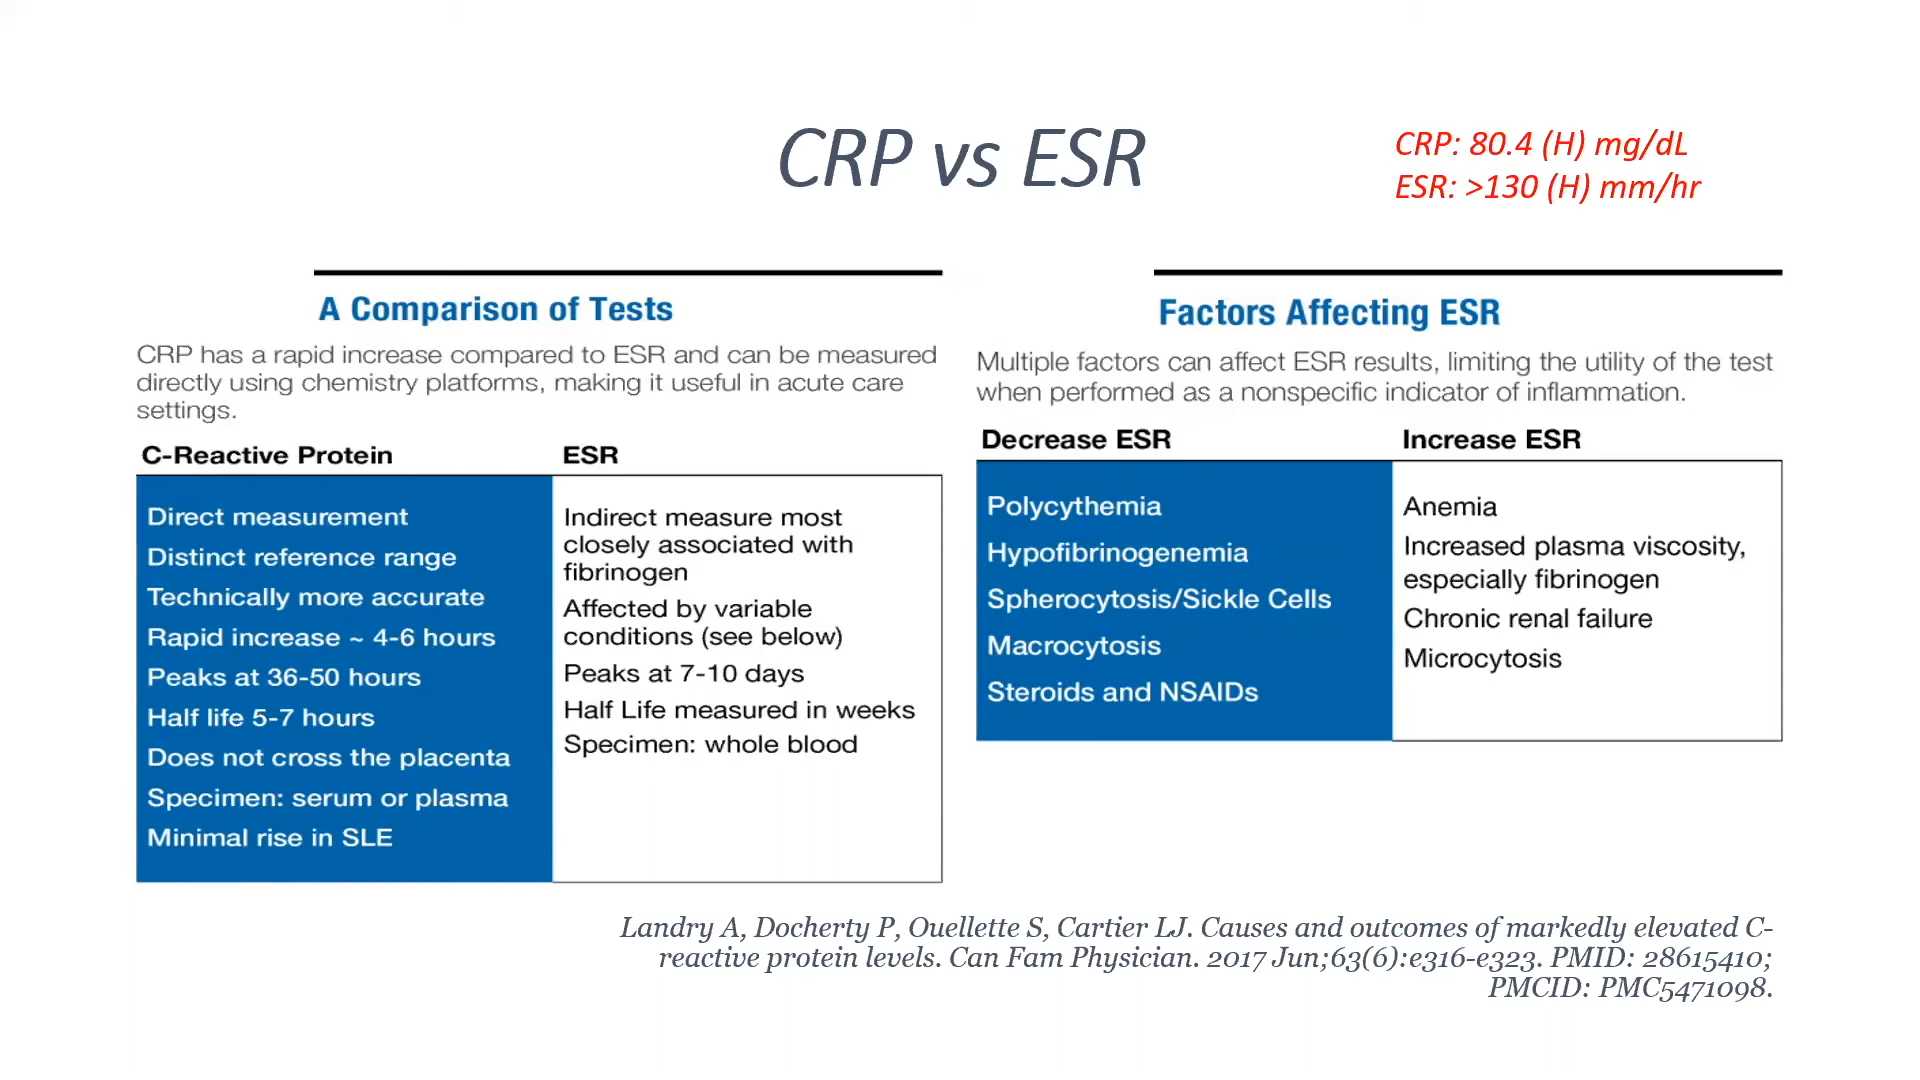 CRP vs ESR
CRP: 80.4 (H) mg/dL
ESR: >130 (H) mm/hr
A Comparison of Tests
CRP has a rapid increase compared to ESR and can be measured
directly using chemistry platforms, making it useful in acute care
settings.
C-Reactive Protein
Direct measurement
Distinct reference range
Technically more accurate
Rapid increase ~ 4-6 hours
Peaks at 36-50 hours
Half life 5-7 hours
Does not cross the placenta
Specimen: serum or plasma
Minimal rise in SLE
ESR
Indirect measure most
closely associated with
fibrinogen
Affected by variable
conditions (see below)
Peaks at 7-10 days
Half Life measured in weeks
Specimen: whole blood
Factors Affecting ESR
Multiple factors can affect ESR results, limiting the utility of the test
when performed as a nonspecific indicator of inflammation.
Decrease ESR
Polycythemia
Hypofibrinogenemia
Spherocytosis/Sickle Cells
Macrocytosis
Steroids and NSAIDs
Increase ESR
Anemia
Increased plasma viscosity,
especially fibrinogen
Chronic renal failure
Microcytosis
Landry A, Docherty P, Ouellette S, Cartier LJ. Causes and outcomes of markedly elevated C-
reactive protein levels. Can Fam Physician. 2017 Jun;63(6):e316-e323. PMID: 28615410;
PMCID: PMC5471098.